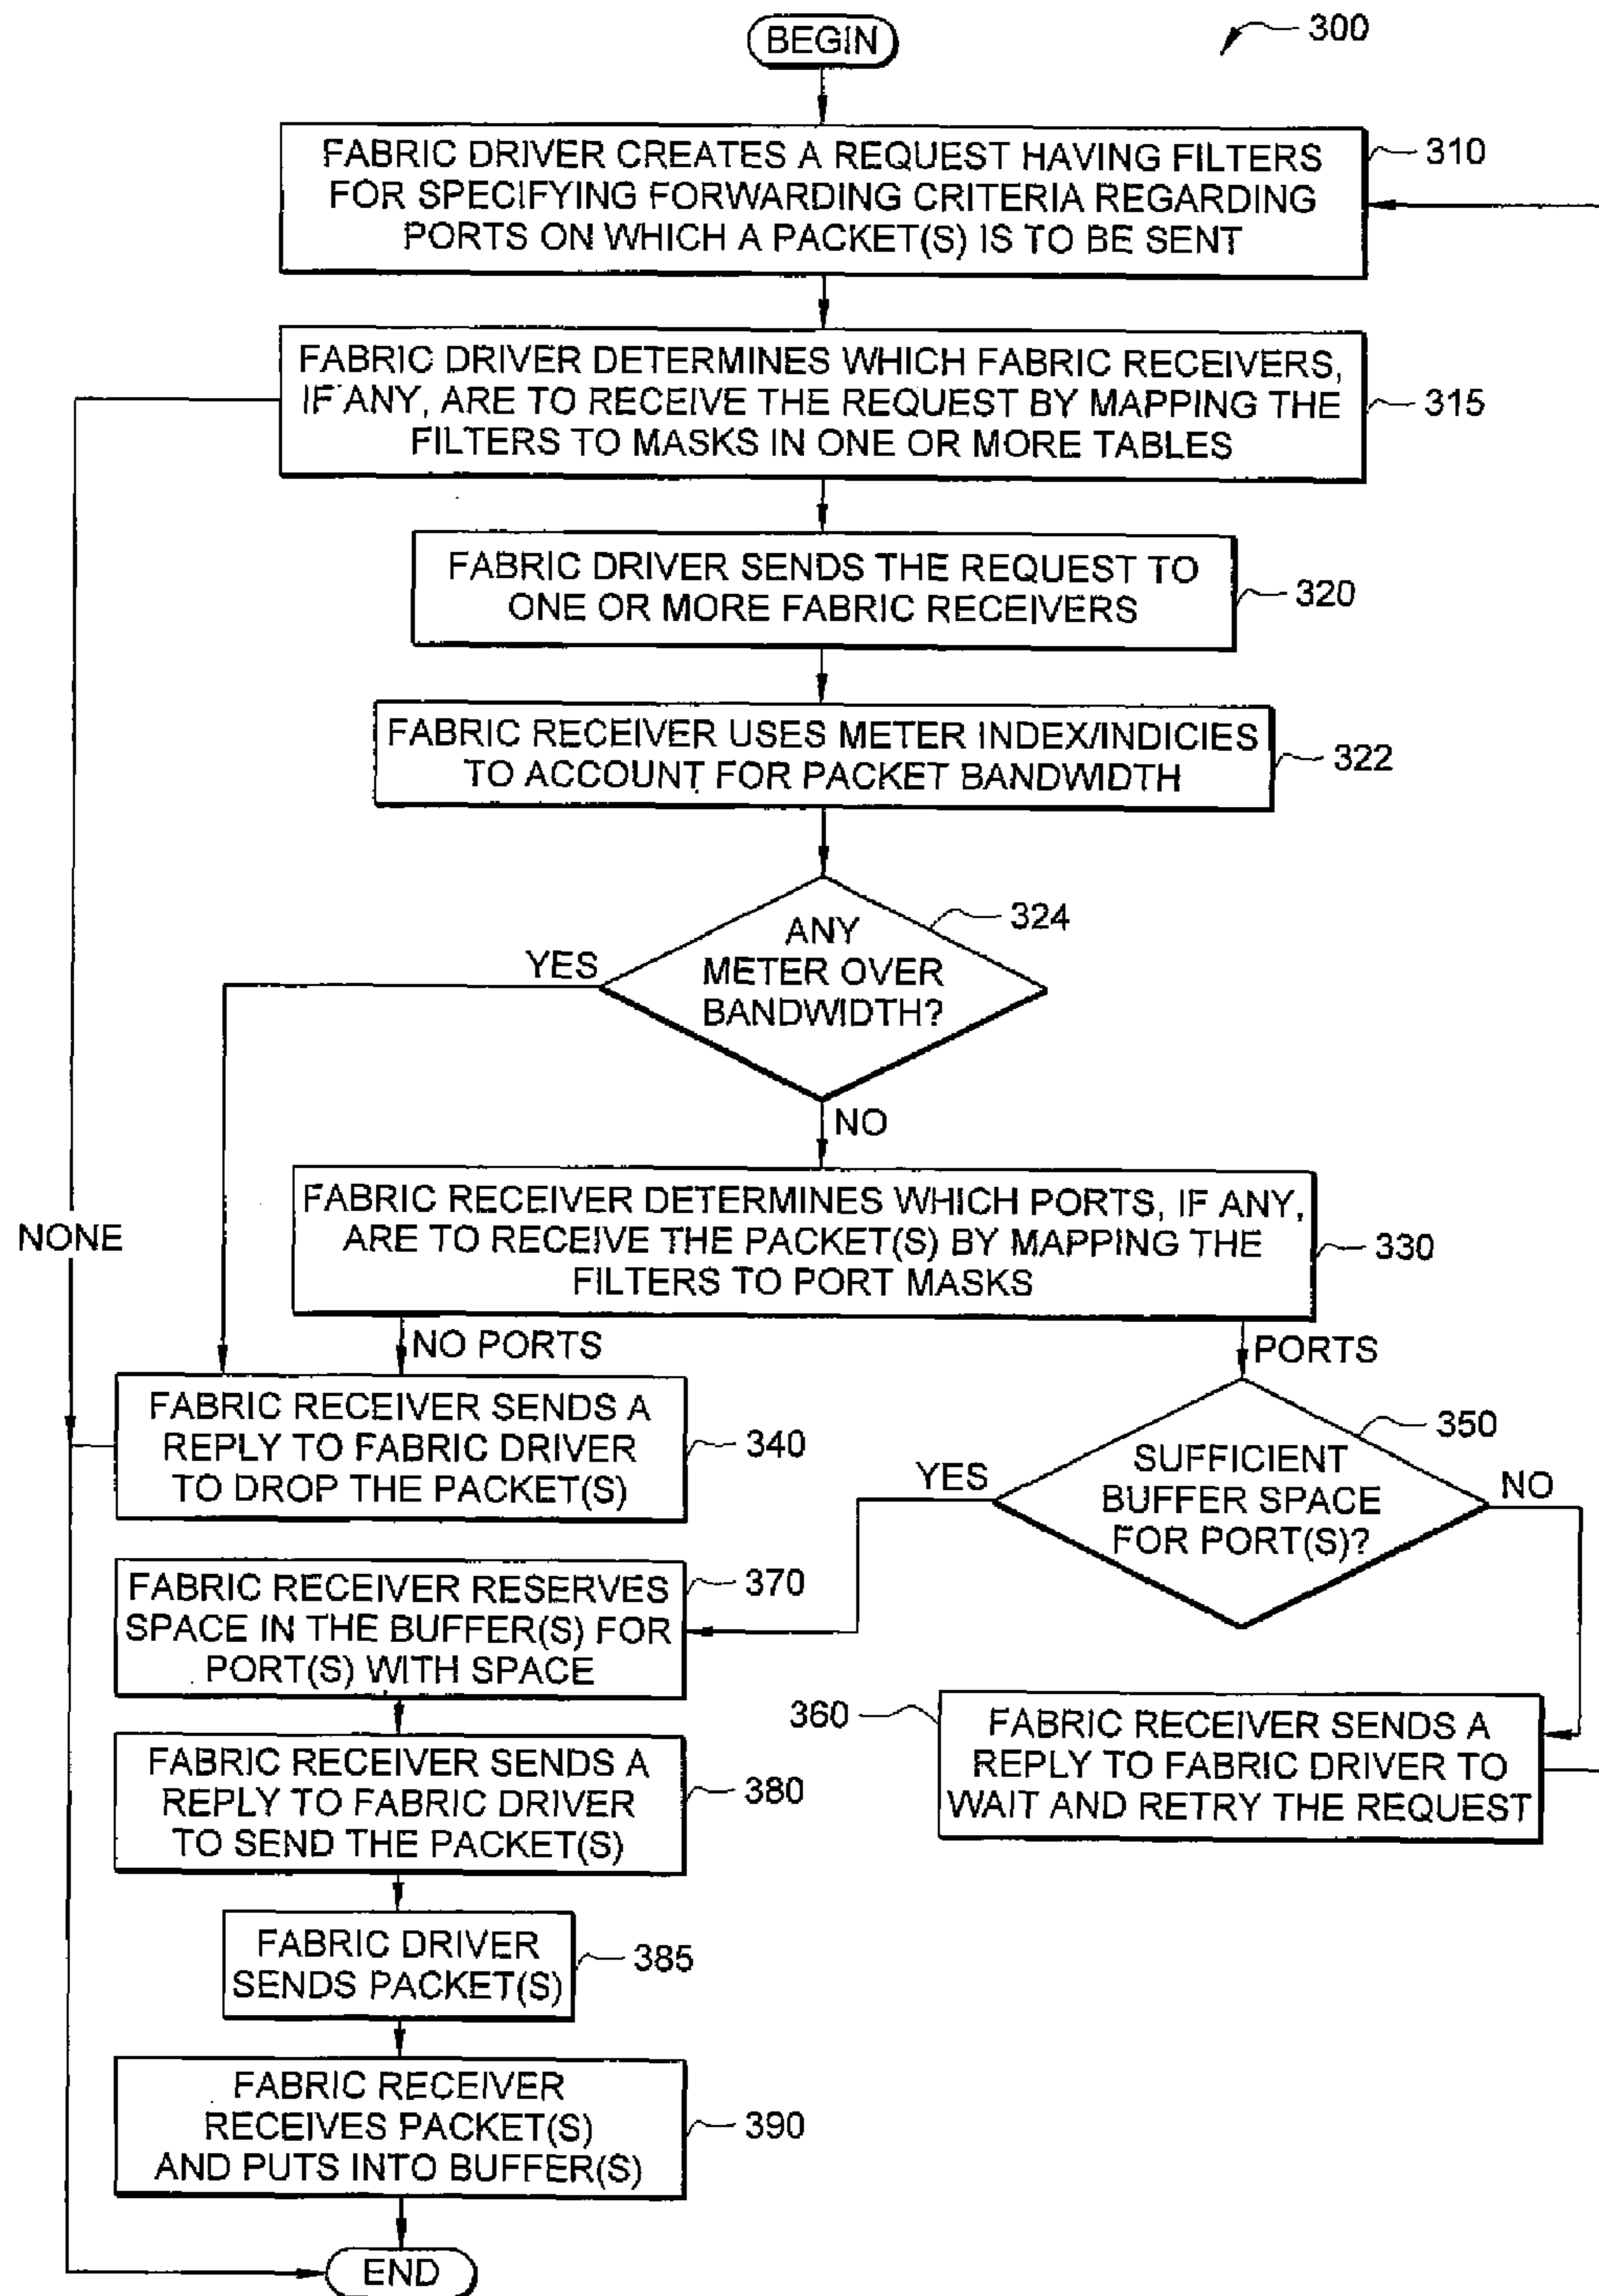 BEGIN
300
FABRIC DRIVER CREATES A REQUEST HAVING FILTERS
FOR SPECIFYING FORWARDING CRITERIA REGARDING
PORTS ON WHICH A PACKET(S) IS TO BE SENT
310
FABRIC DRIVER DETERMINES WHICH FABRIC RECEIVERS,
IF ANY, ARE TO RECEIVE THE REQUEST BY MAPPING THE
FILTERS TO MASKS IN ONE OR MORE TABLES
315
FABRIC DRIVER SENDS THE REQUEST TO
ONE OR MORE FABRIC RECEIVERS
320
FABRIC RECEIVER USES METER INDEX/INDICIES
TO ACCOUNT FOR PACKET BANDWIDTH
322
ANY
METER OVER
BANDWIDTH?
324
YES
NO
FABRIC RECEIVER DETERMINES WHICH PORTS, IF ANY,
ARE TO RECEIVE THE PACKET(S) BY MAPPING THE
FILTERS TO PORT MASKS
330
NONE
NO PORTS
PORTS
FABRIC RECEIVER SENDS A
REPLY TO FABRIC DRIVER
TO DROP THE PACKET(S)
340
SUFFICIENT
BUFFER SPACE
FOR PORT(S)?
350
YES
NO
FABRIC RECEIVER RESERVES
SPACE IN THE BUFFER(S) FOR
PORT(S) WITH SPACE
370
360
FABRIC RECEIVER SENDS A
REPLY TO FABRIC DRIVER TO
WAIT AND RETRY THE REQUEST
FABRIC RECEIVER SENDS A
REPLY TO FABRIC DRIVER
TO SEND THE PACKET(S)
380
FABRIC DRIVER
SENDS PACKET(S)
385
FABRIC RECEIVER
RECEIVES PACKET(S)
AND PUTS INTO BUFFER(S)
390
END